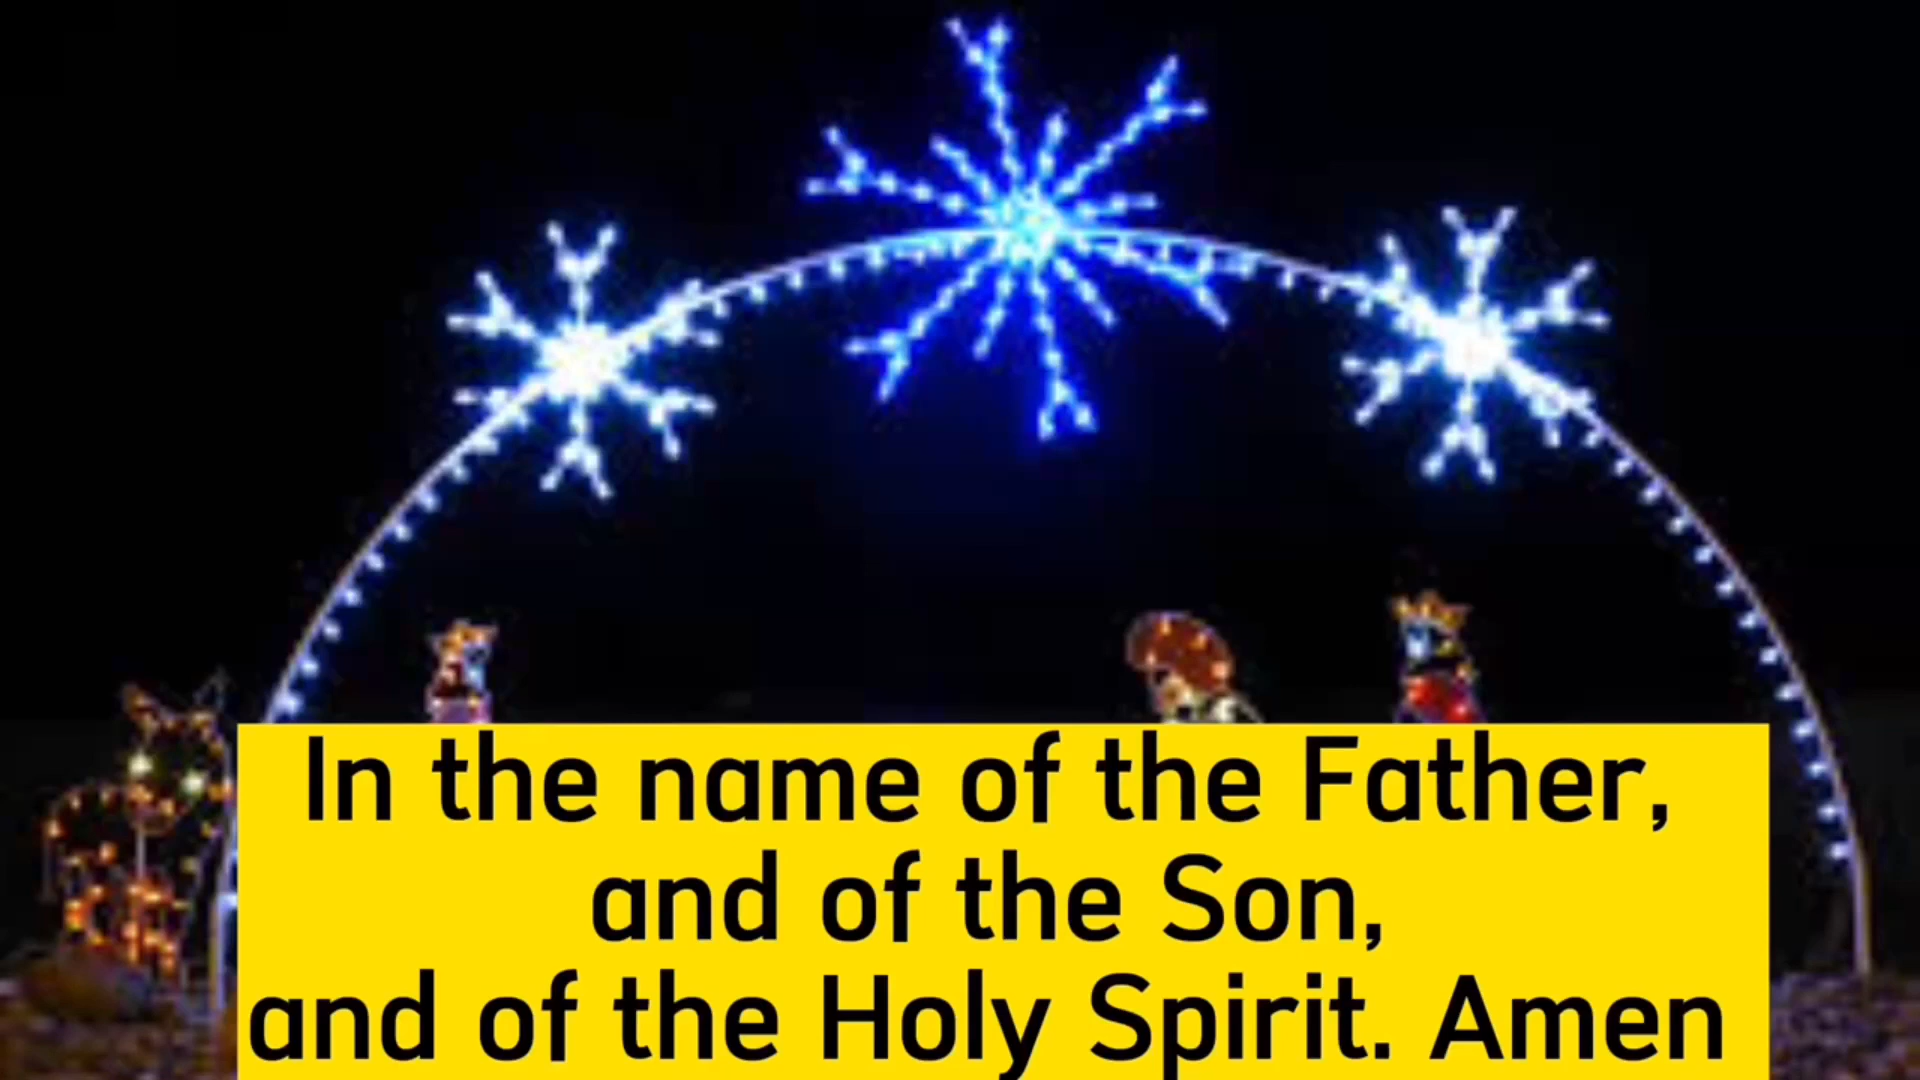 In the name of the Father,
and of the Son,
and of the Holy Spirit. Amen